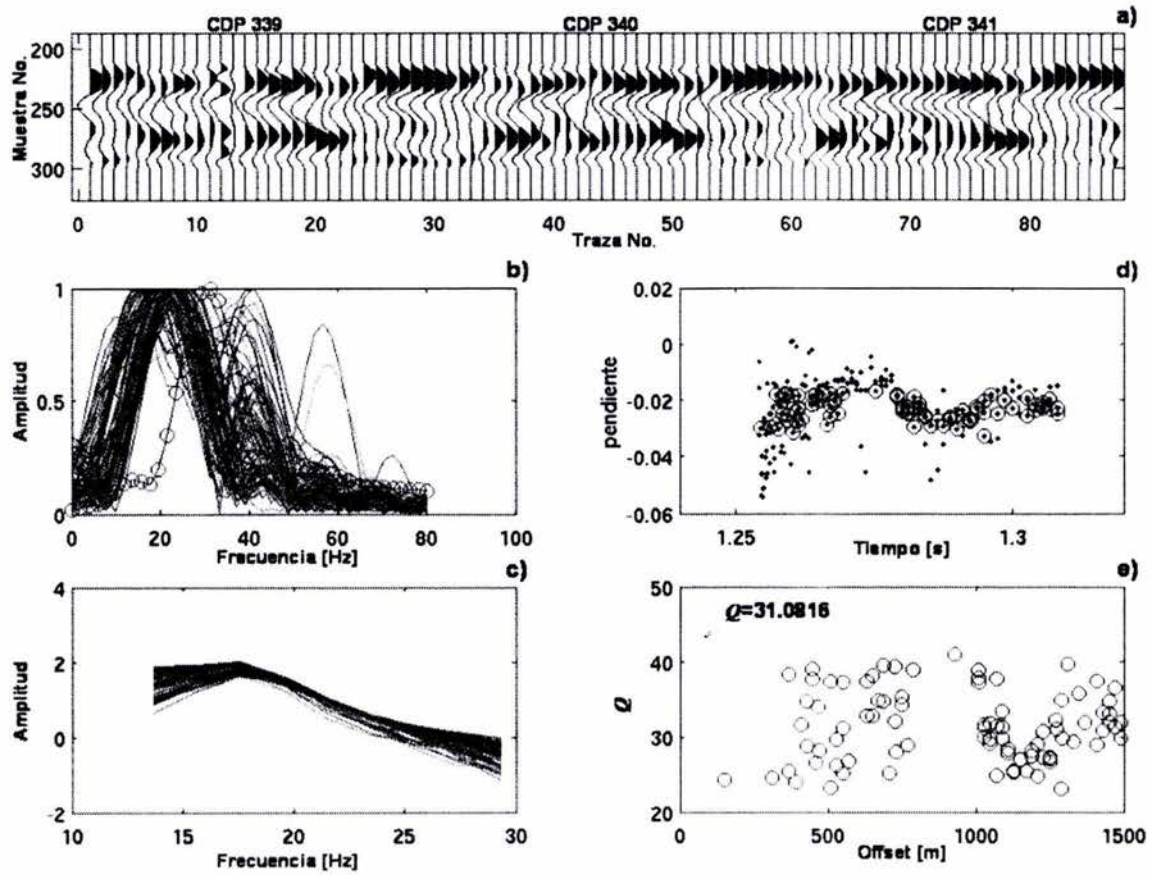 CDP 339 CDP 340 CDP 341 a)
Muestra No.
200
250
300
0 10 20 30 40 50 60 70 80
Traza No.
b)
Amplitud
1
0.5
0
0 20 40 60 80 100
Frecuencia [Hz]
d)
pendiente
0.02
0
-0.02
-0.04
-0.06
1.25 1.3
Tiempo [s]
c)
Amplitud
4
2
0
-2
10 15 20 25 30
Frecuencia [Hz]
e)
Q
50
40
30
20
Q=31.0816
0 500 1000 1500
Offset [m]